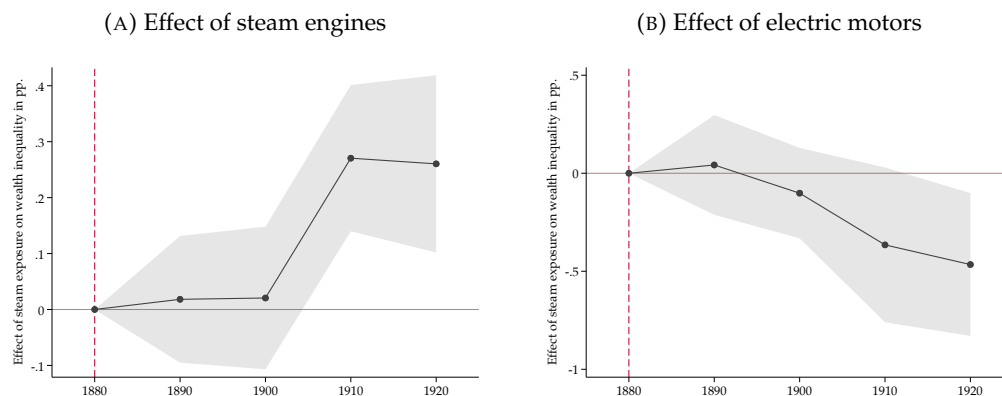 (A) Effect of steam engines
Effect of steam exposure on wealth inequality in pp.
.4
.3
.2
.1
0
-.1
1880 1890 1900 1910 1920
(B) Effect of electric motors
Effect of steam exposure on wealth inequality in pp.
.5
0
-.5
-1
1880 1890 1900 1910 1920